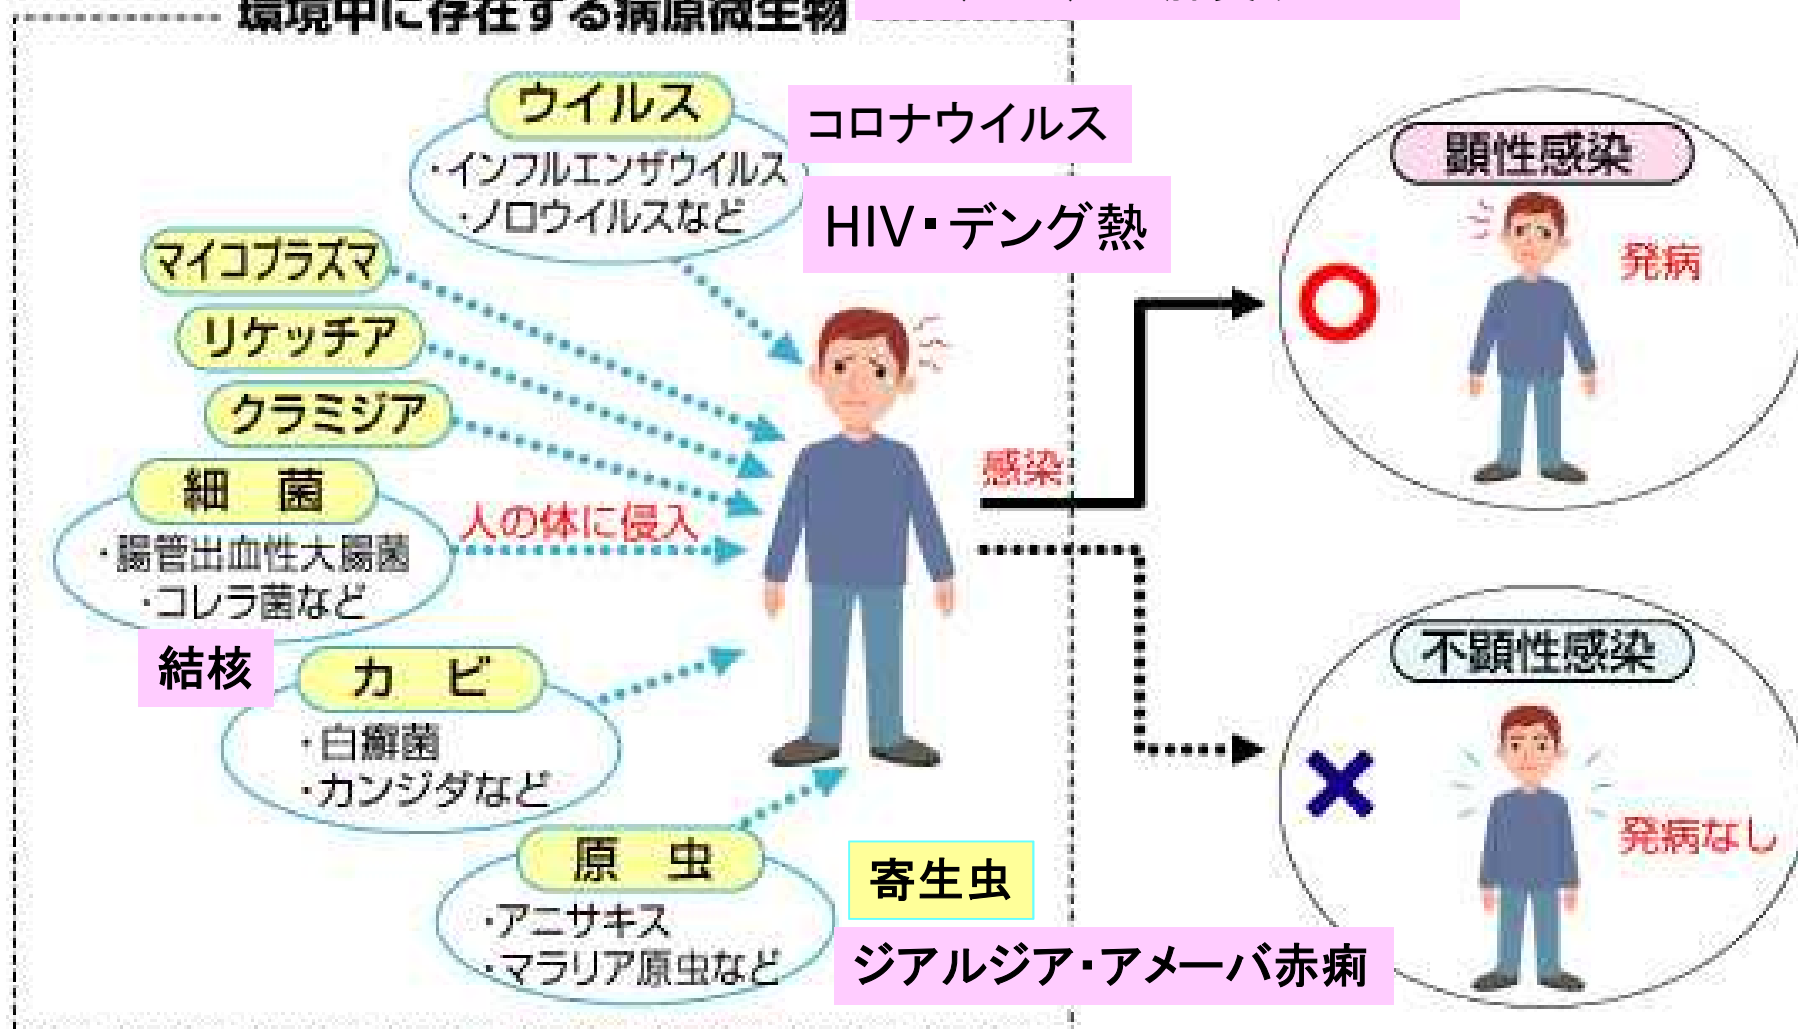 環境中に存在する病原微生物
ウイルス
コロナウイルス
・インフルエンザウイルス
・ノロウイルスなど
HIV・デング熱
マイコプラズマ
リケッチア
クラミジア
細 菌
・腸管出血性大腸菌
・コレラ菌など
結核
人の体に侵入
カ ビ
・白癬菌
・カンジダなど
原 虫
・アニサキス
・マラリア原虫など
寄生虫
ジアルジア・アメーバ赤痢
感染
顕性感染
発病
不顕性感染
発病なし